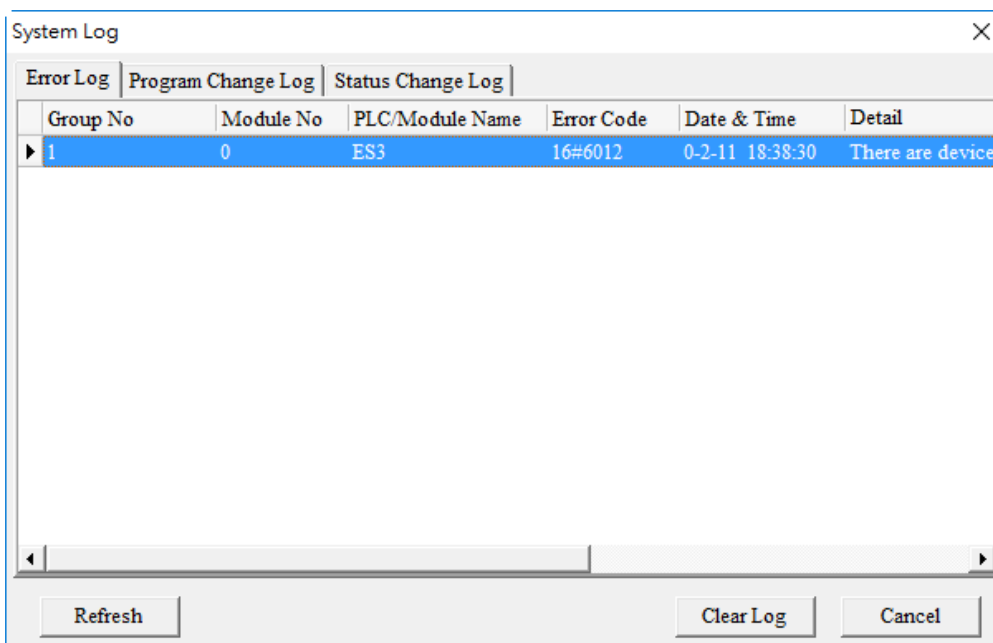 System Log
Error Log Program Change Log Status Change Log
Group No Module No PLC/Module Name Error Code Date & Time Detail
1 0 ES3 16#6012 0-2-11 18:38:30 There are device
Refresh Clear Log Cancel